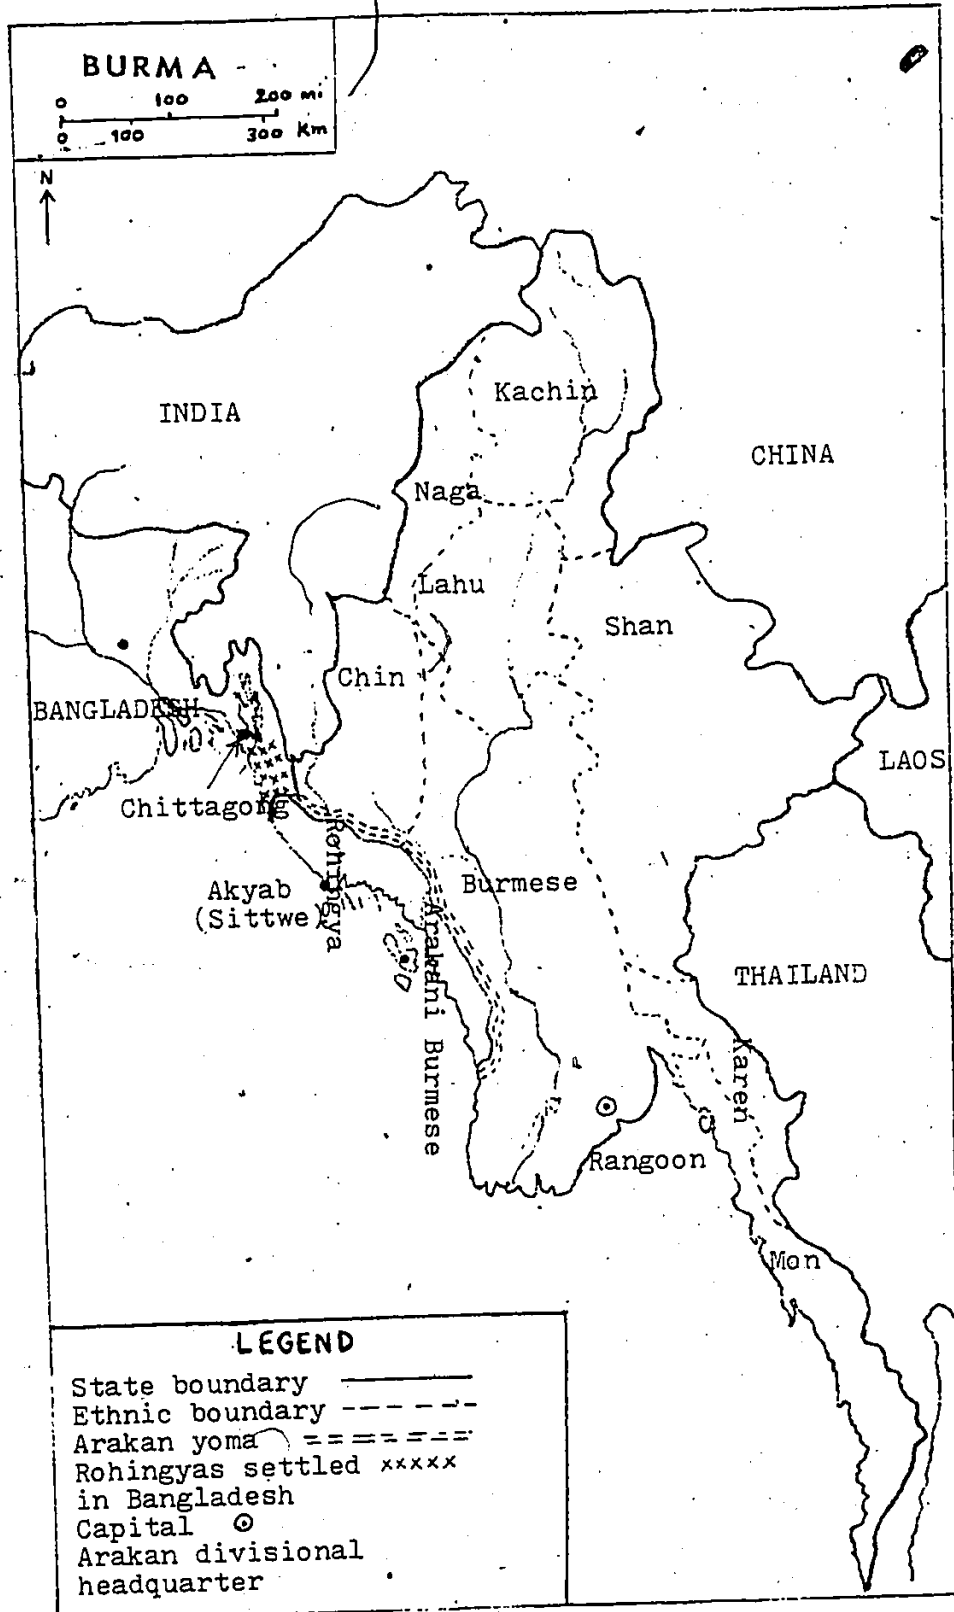 BURMA
0 100 200 mi
0 100 300 Km
N
INDIA
Kachin
CHINA
Naga
Lahu
Shan
Chin
BANGLADESH
LAOS
Chittagong
Rohingya
Akyab
(Sittwe)
Burmese
Arakani Burmese
THAILAND
Karen
Rangoon
Mon
LEGEND
State boundary
Ethnic boundary
Arakan yoma
Rohingyas settled xxxxx
in Bangladesh
Capital
Arakan divisional
headquarter